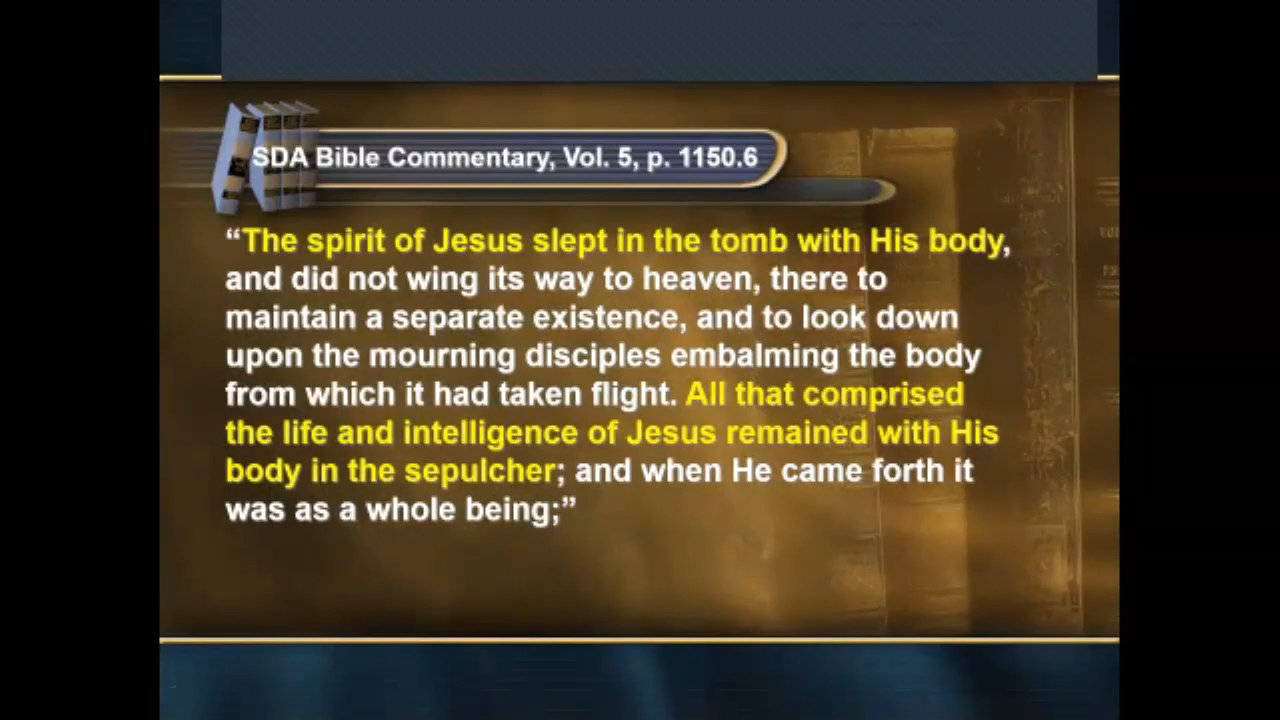 SDA Bible Commentary, Vol. 5, p. 1150.6
“The spirit of Jesus slept in the tomb with His body,
and did not wing its way to heaven, there to
maintain a separate existence, and to look down
upon the mourning disciples embalming the body
from which it had taken flight. All that comprised
the life and intelligence of Jesus remained with His
body in the sepulcher; and when He came forth it
was as a whole being;”